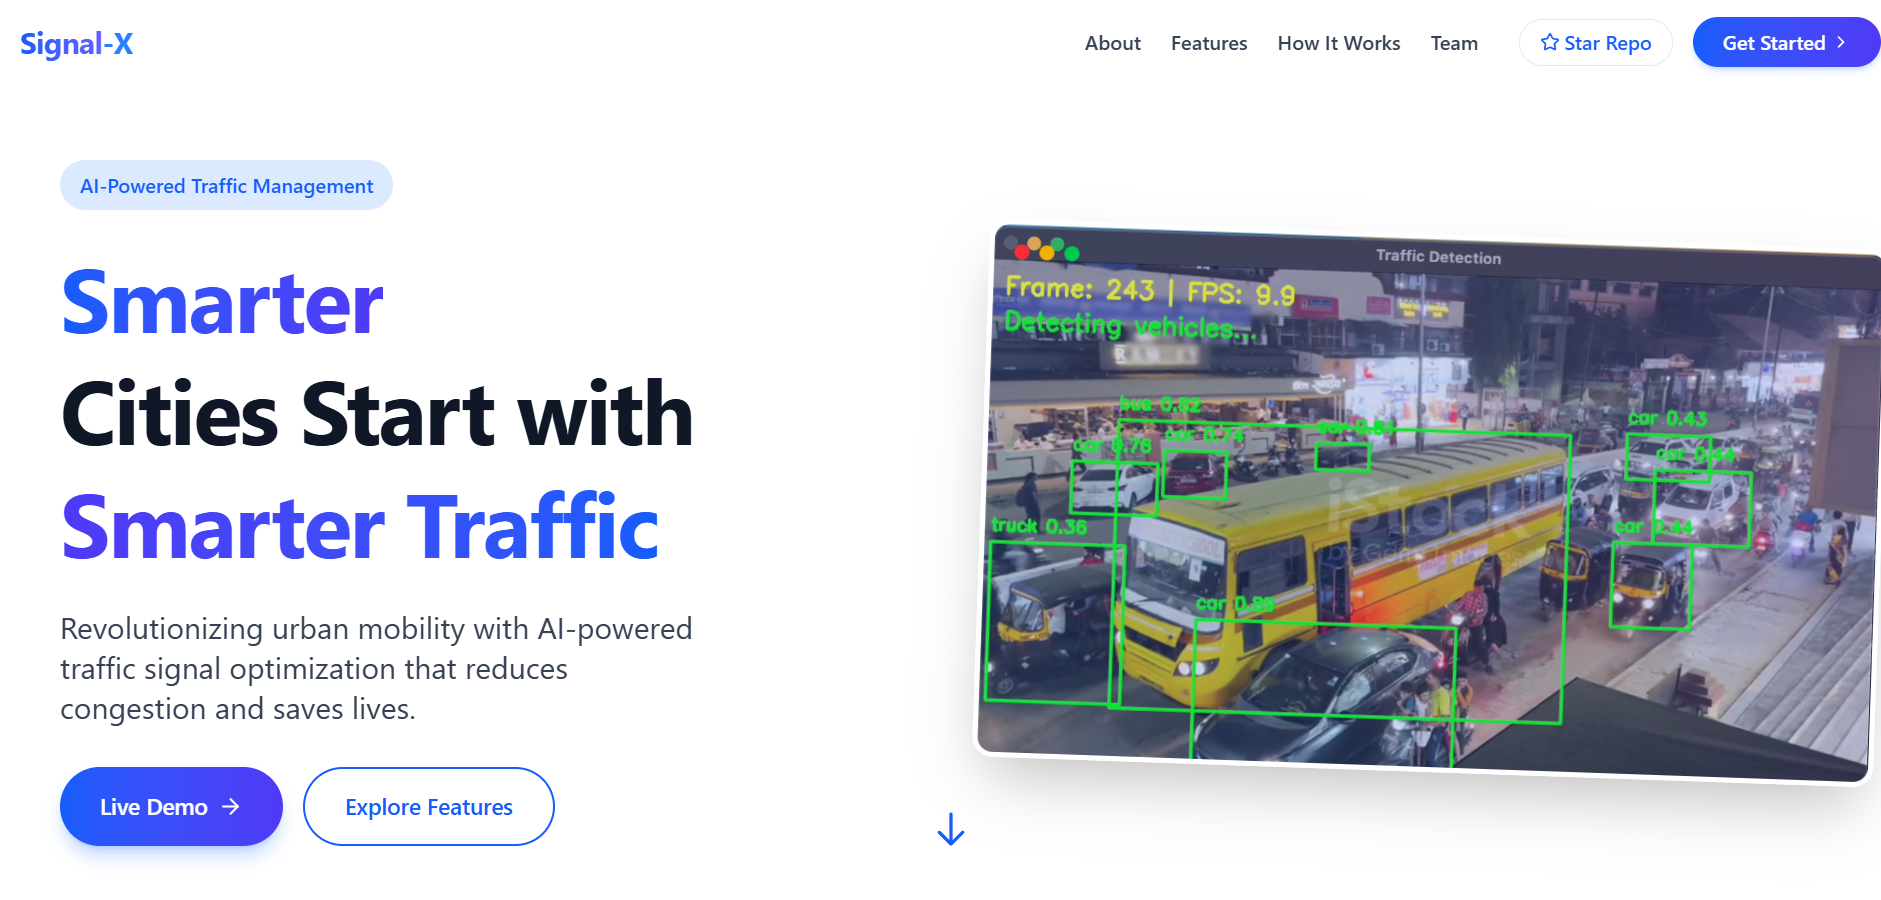 Signal-X
About
Features
How It Works
Team
Star Repo
Get Started
AI-Powered Traffic Management
Smarter
Cities Start with
Smarter Traffic
Revolutionizing urban mobility with AI-powered
traffic signal optimization that reduces
congestion and saves lives.
Live Demo
Explore Features
Traffic Detection
Frame: 243 | FPS: 9.9
Detecting vehicles...
bus 0.82
car 0.76
car 0.74
car 0.43
car 0.44
truck 0.36
car 0.44
car 0.89
iStock